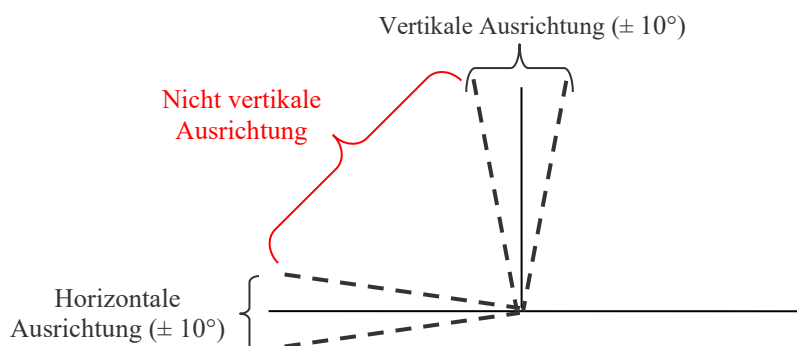 Vertikale Ausrichtung (± 10°)
Nicht vertikale
Ausrichtung
Horizontale
Ausrichtung (± 10°)